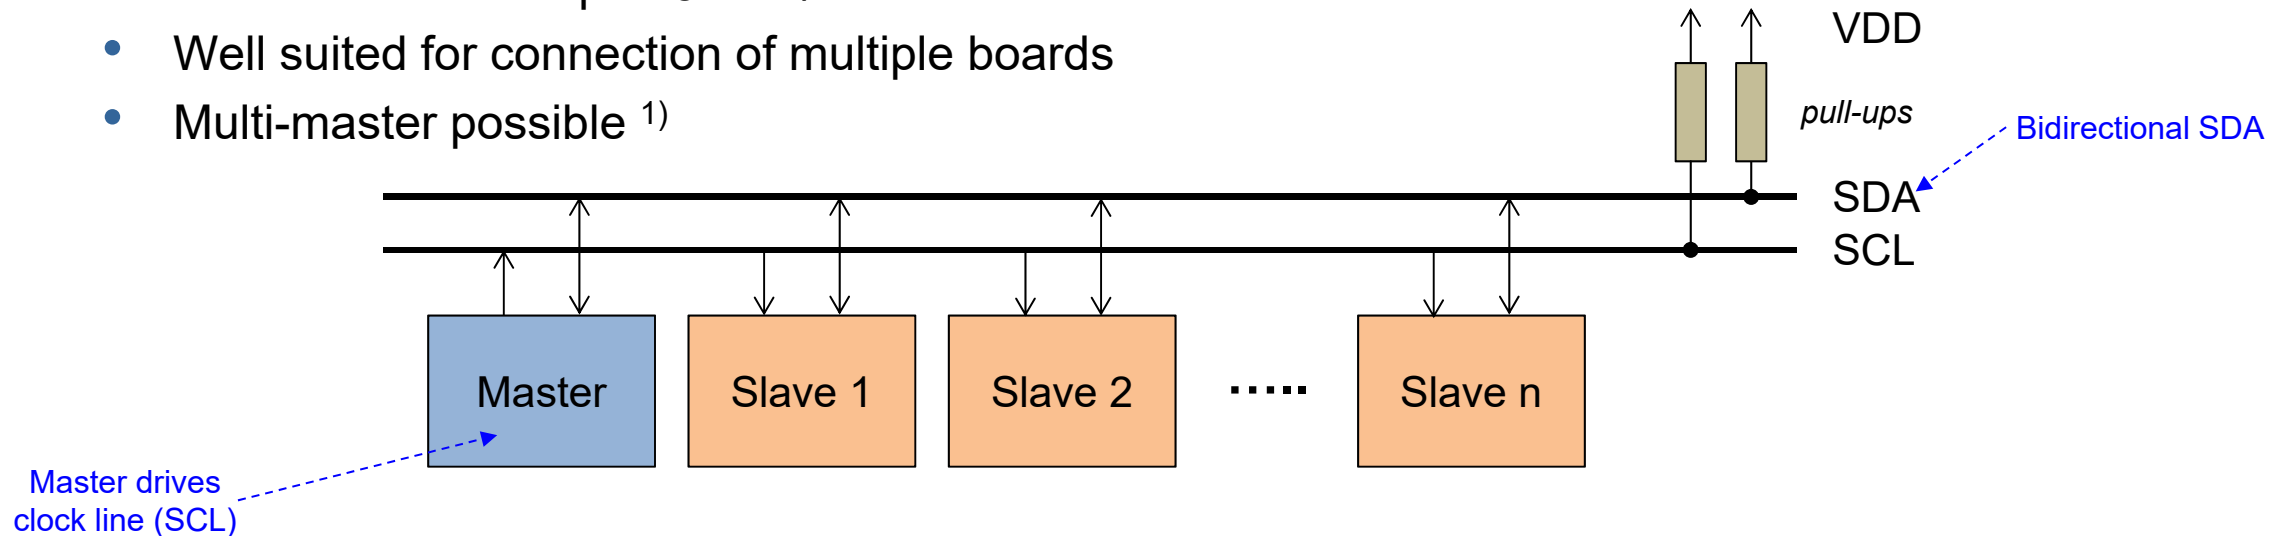 • Well suited for connection of multiple boards
• Multi-master possible 1)
VDD
pull-ups
Bidirectional SDA
SDA
SCL
Master
Slave 1
Slave 2
.....
Slave n
Master drives
clock line (SCL)